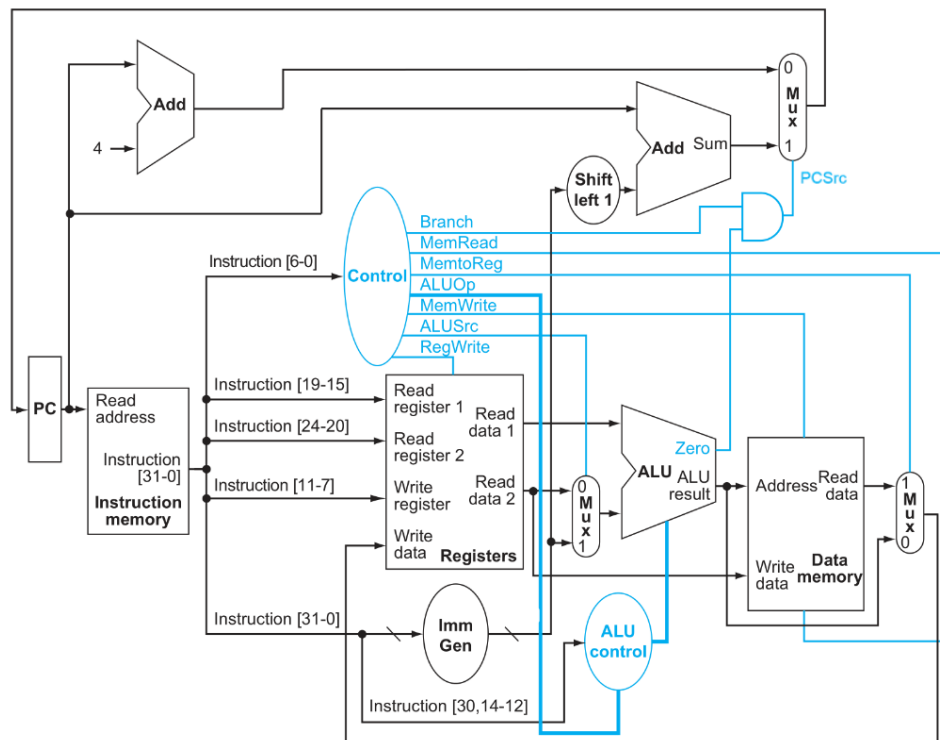 0
Add
Mux
4
Add Sum
1
Shift
left 1
PCSrc
Branch
MemRead
Instruction [6-0]
Control
MemtoReg
ALUOp
MemWrite
ALUSrc
RegWrite
PC
Read
address
Instruction
[31-0]
Instruction
memory
Instruction [19-15]
Instruction [24-20]
Instruction [11-7]
Read
register 1
Read
register 2
Write
register
Write
data
Read
data 1
Read
data 2
Registers
0
Mux
1
Zero
ALU
ALU
result
Address
Read
data
Write
data
Data
memory
1
Mux
0
Instruction [31-0]
Imm
Gen
ALU
control
Instruction [30,14-12]